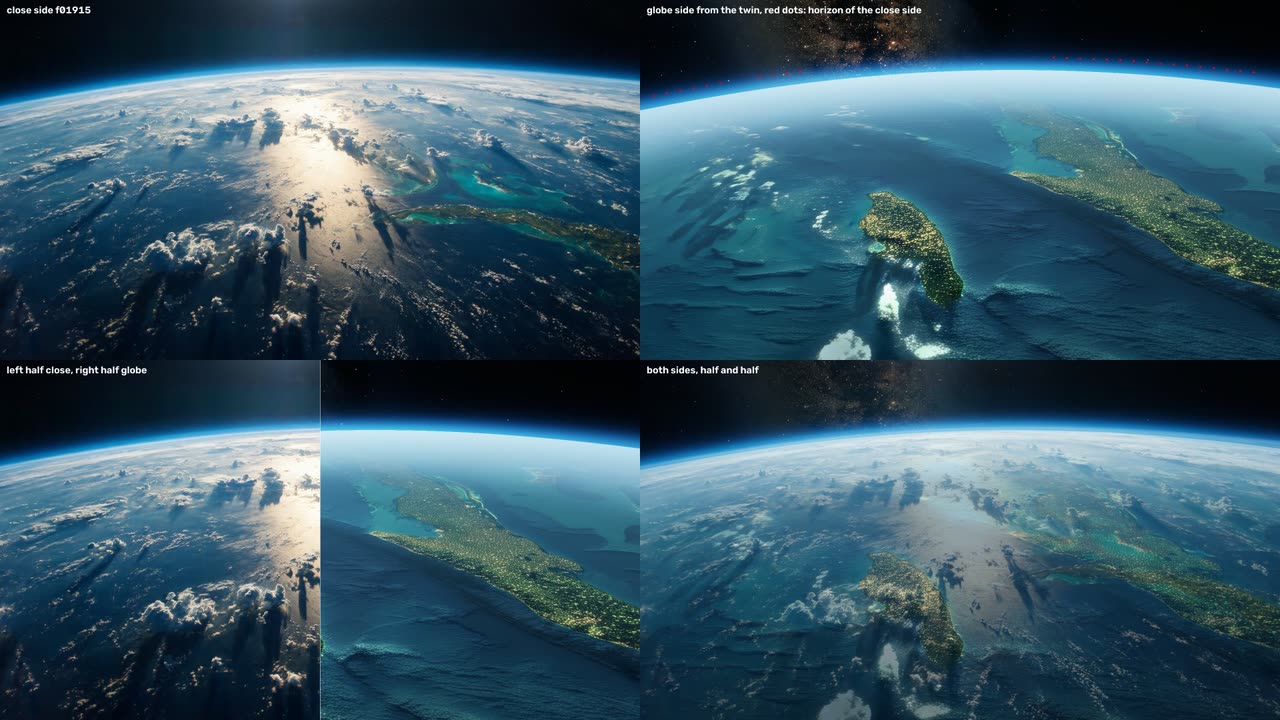 close side f01915
globe side from the twin, red dots: horizon of the close side
left half close, right half globe
both sides, half and half